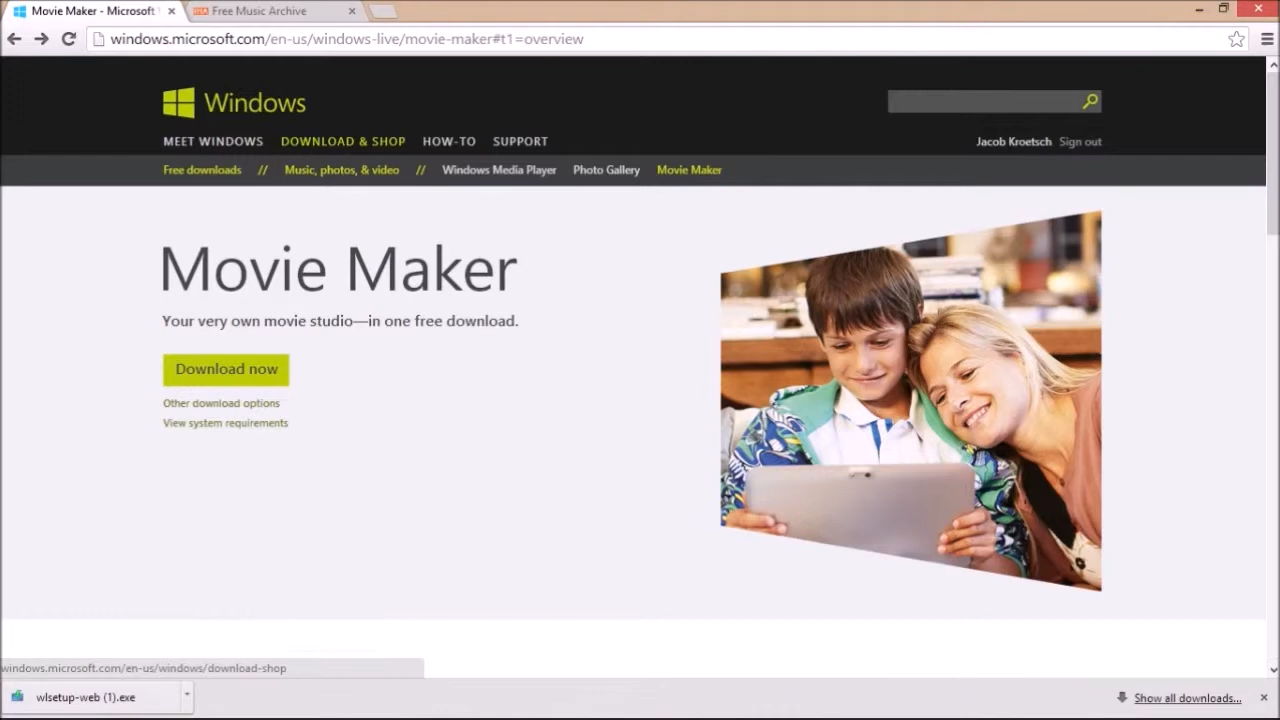 Movie Maker - Microsoft
Free Music Archive
windows.microsoft.com/en-us/windows-live/movie-maker#t1=overview
Windows
MEET WINDOWS DOWNLOAD & SHOP HOW-TO SUPPORT
Jacob Kroetsch Sign out
Free downloads // Music, photos, & video // Windows Media Player Photo Gallery Movie Maker
Movie Maker
Your very own movie studio—in one free download.
Download now
Other download options
View system requirements
windows.microsoft.com/en-us/windows/download-shop
wlsetup-web (1).exe
Show all downloads...